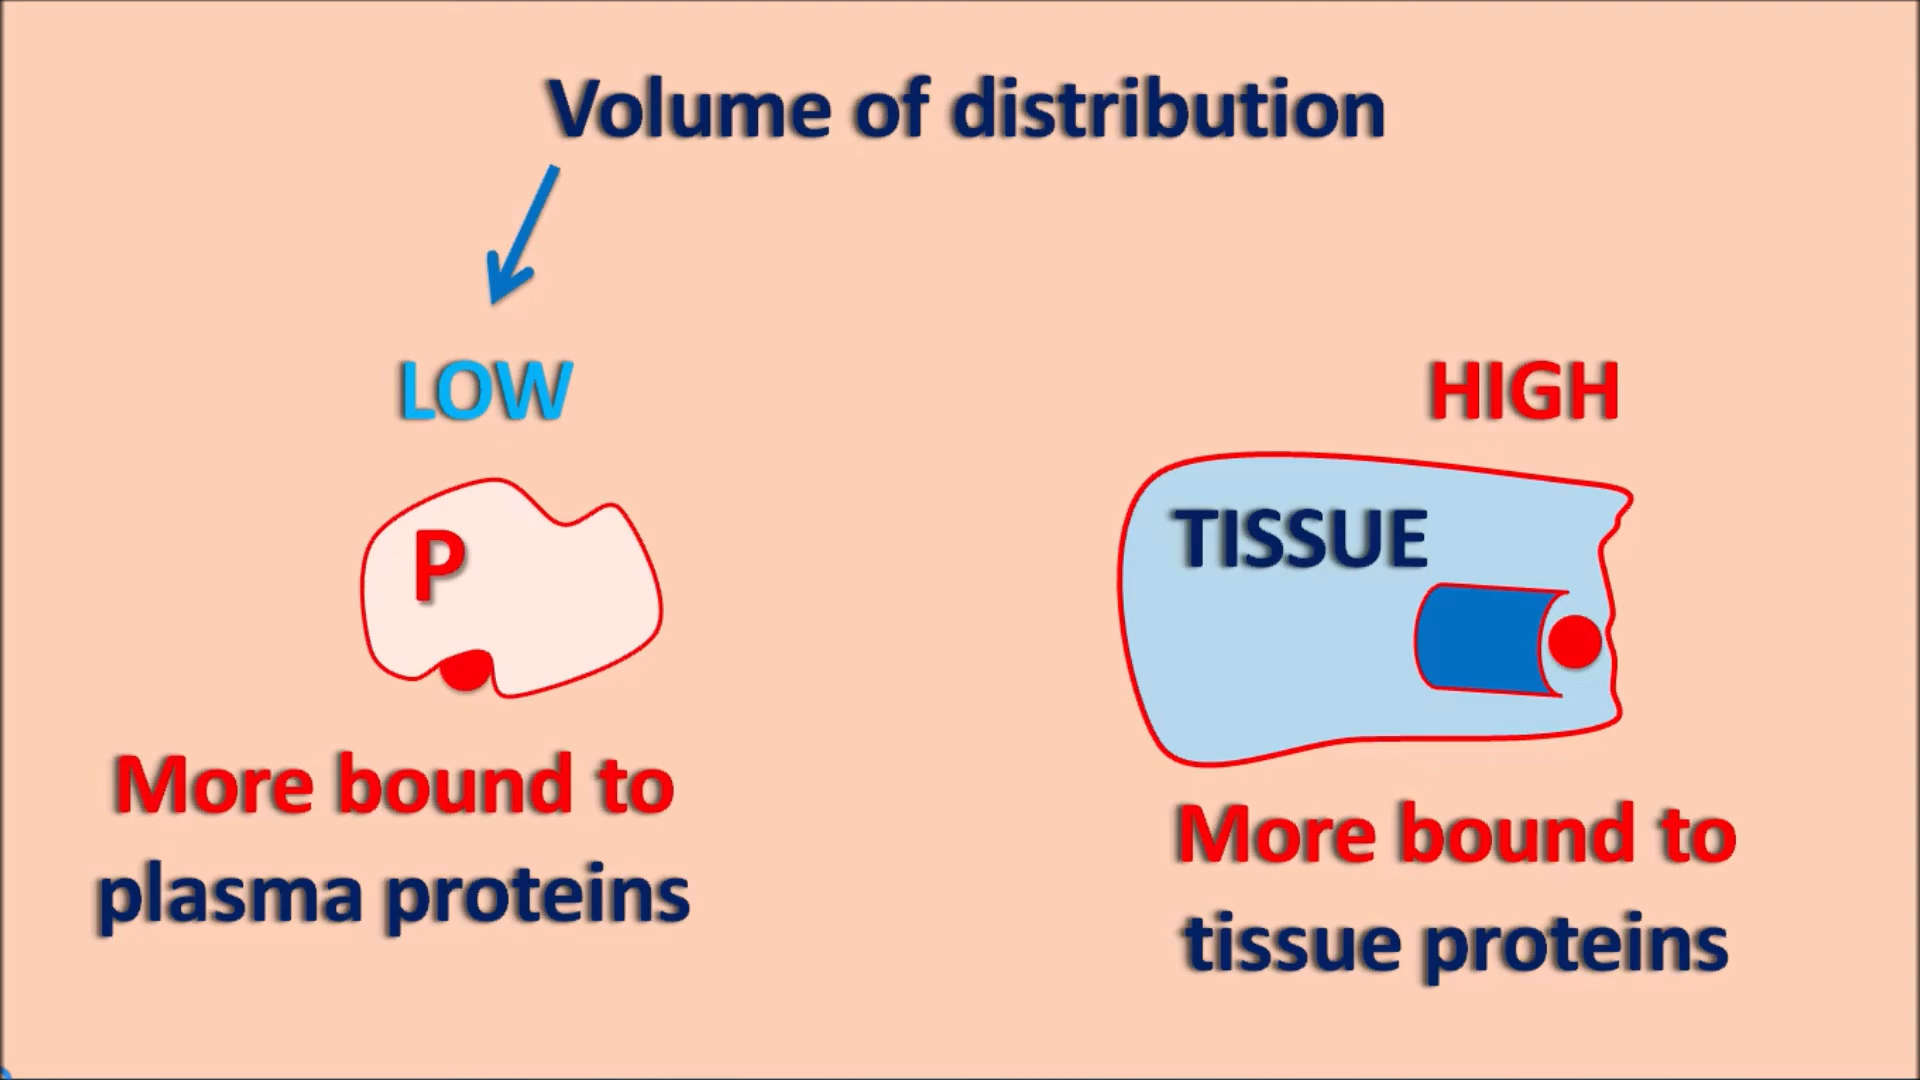 Volume of distribution
LOW
HIGH
P
TISSUE
More bound to
plasma proteins
More bound to
tissue proteins